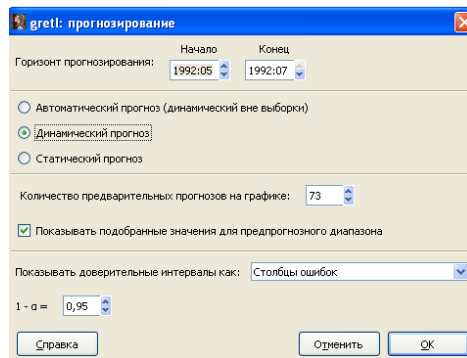 gretl: прогнозирование
Начало Конец
Горизонт прогнозирования: 1992:05 1992:07
Автоматический прогноз (динамический вне выборки)
Динамический прогноз
Статический прогноз
Количество предварительных прогнозов на графике: 73
Показывать подобранные значения для предпрогнозного диапазона
Показывать доверительные интервалы как: Столбцы ошибок
1 - α = 0,95
Справка Отменить OK